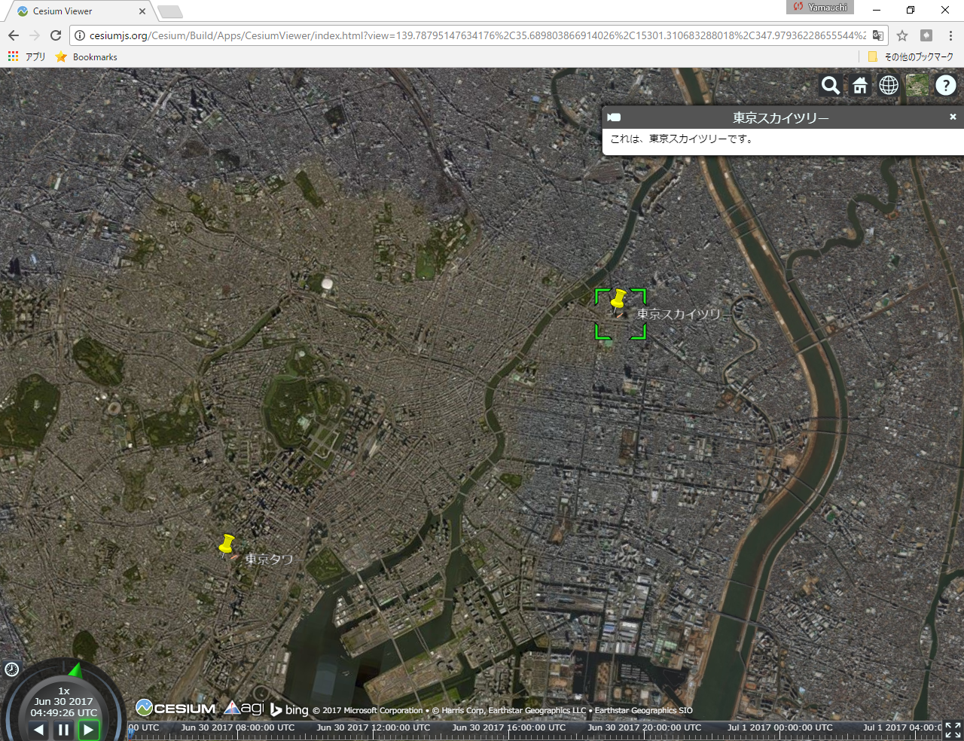 Cesium Viewer
Yamauchi
cesiumjs.org/Cesium/Build/Apps/CesiumViewer/index.html?view=139.78795147634176%2C35.689803866914026%2C15301.310683288018%2C347.97936228655544%
アプリ Bookmarks その他のブックマーク
東京スカイツリー
これは、東京スカイツリーです。
東京スカイツリ
東京タワ
1x
Jun 30 2017
04:49:26 UTC
CESIUM agi bing © 2017 Microsoft Corporation • © Harris Corp, Earthstar Geographics LLC • Earthstar Geographics SIO
00 UTC Jun 30 2017 08:00:00 UTC Jun 30 2017 12:00:00 UTC Jun 30 2017 16:00:00 UTC Jun 30 2017 20:00:00 UTC Jul 1 2017 00:00:00 UTC Jul 1 2017 04:00:0